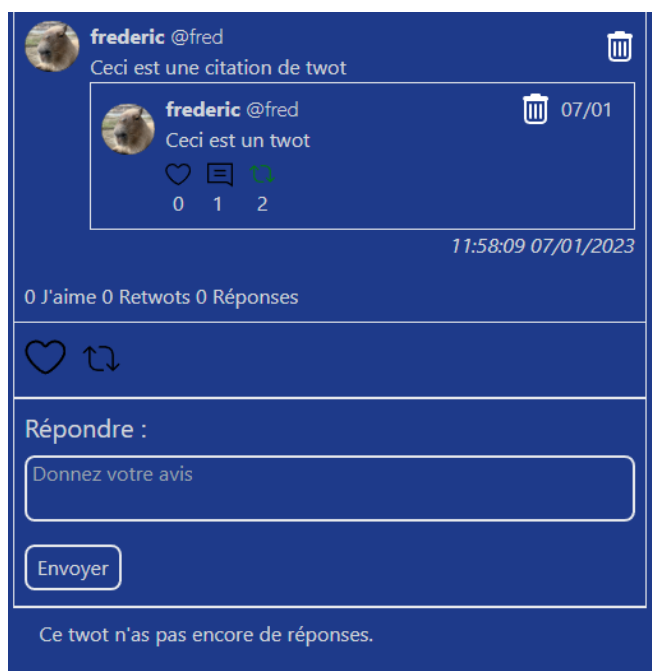 frederic @fred
Ceci est une citation de twot
frederic @fred 07/01
Ceci est un twot
0 1 2
11:58:09 07/01/2023
0 J'aime 0 Retwots 0 Réponses
Répondre :
Donnez votre avis
Envoyer
Ce twot n'as pas encore de réponses.